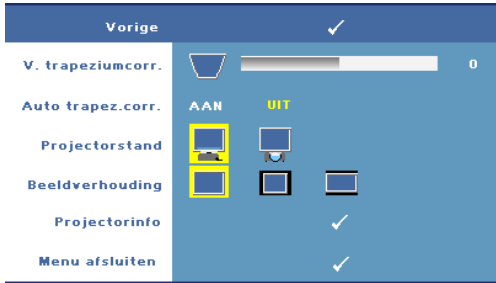 Vorige
V. trapeziumcorr. 0
Auto trapez.corr. AAN UIT
Projectorstand
Beeldverhouding
Projectorinfo
Menu afsluiten